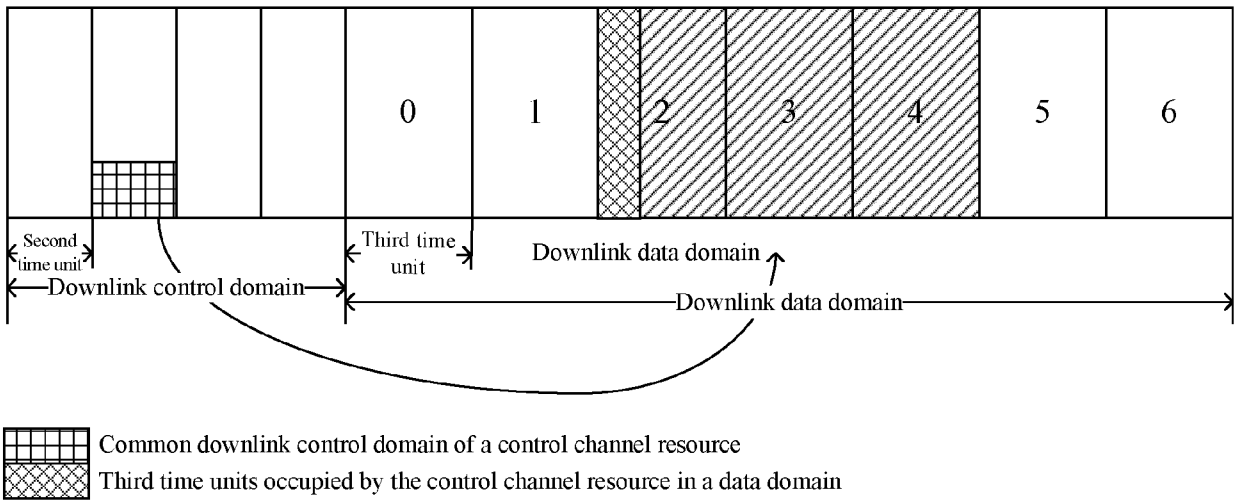 0 1 2 3 4 5 6
Second
time unit
Third time
unit
Downlink data domain
Downlink control domain
Downlink data domain
Common downlink control domain of a control channel resource
Third time units occupied by the control channel resource in a data domain